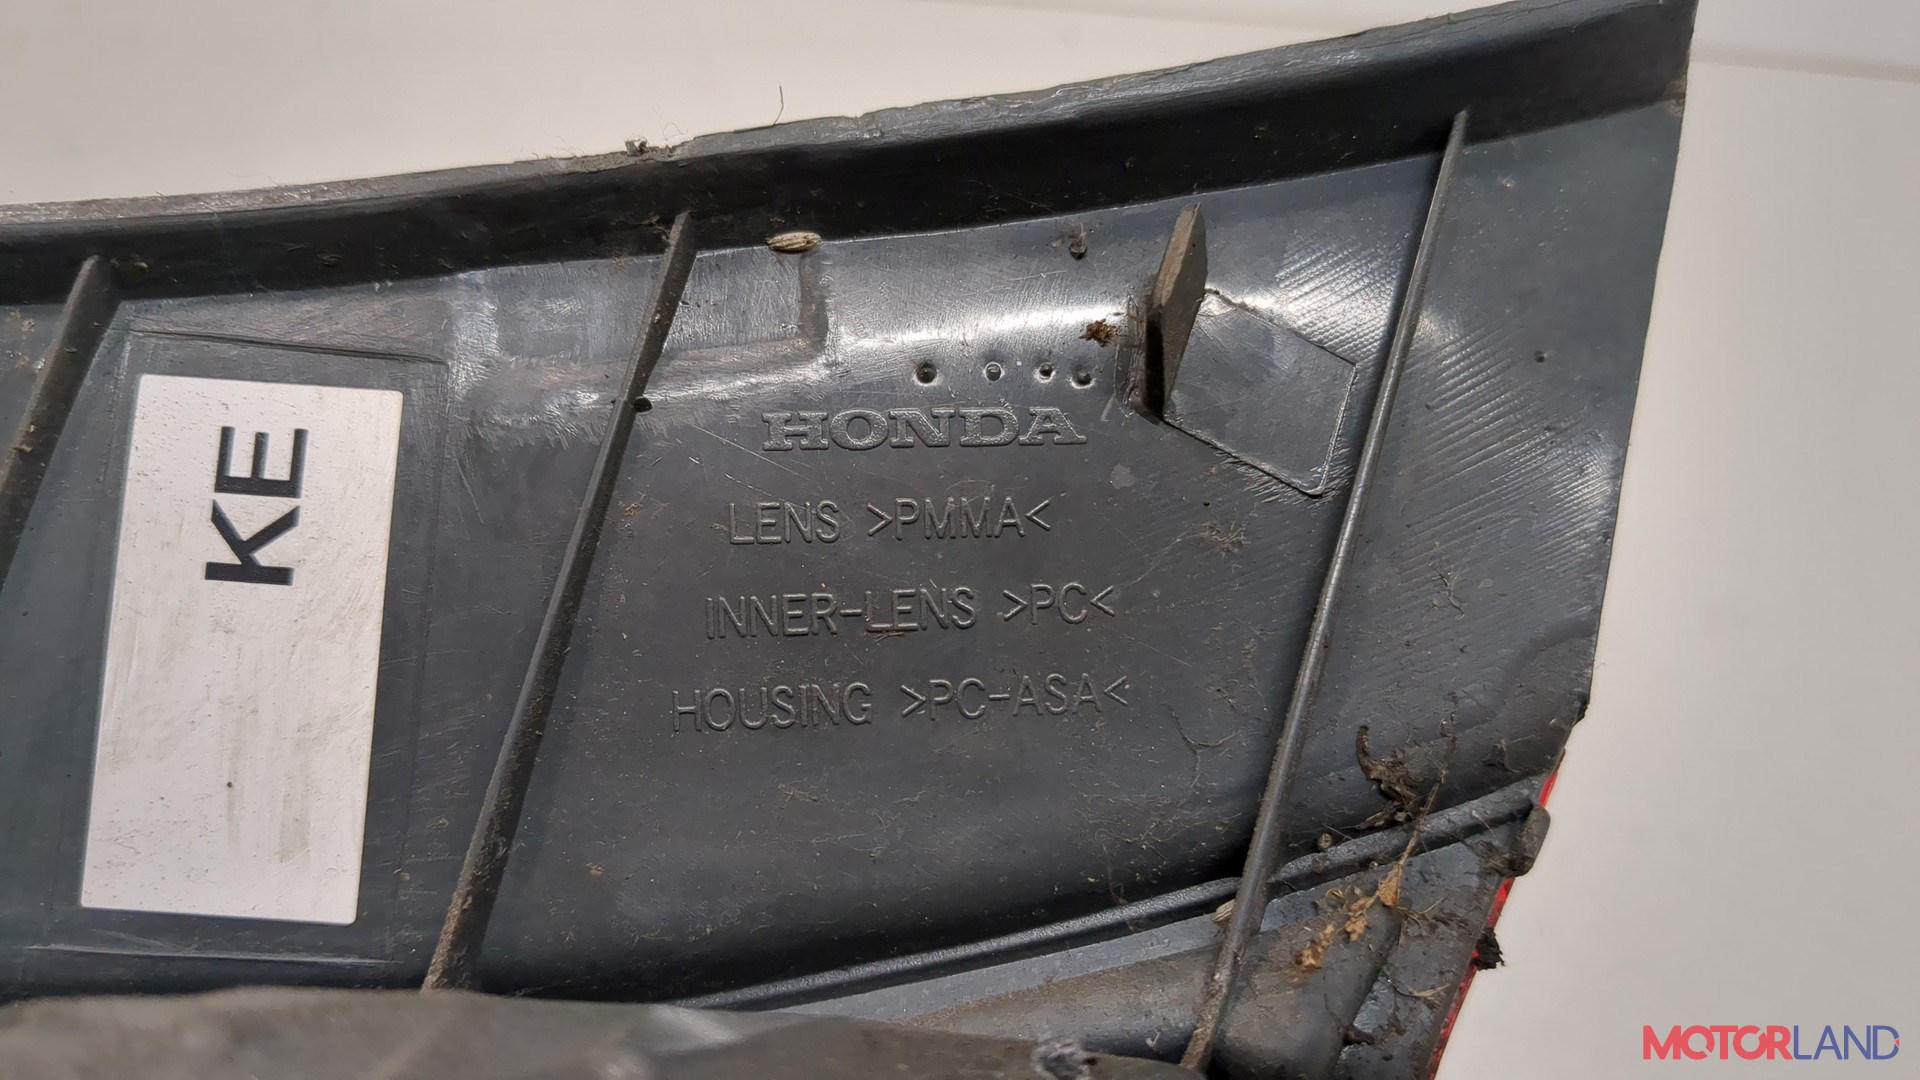 KE
HONDA
LENS >PMMA<
INNER-LENS >PC<
HOUSING >PC-ASA<
MOTORLAND